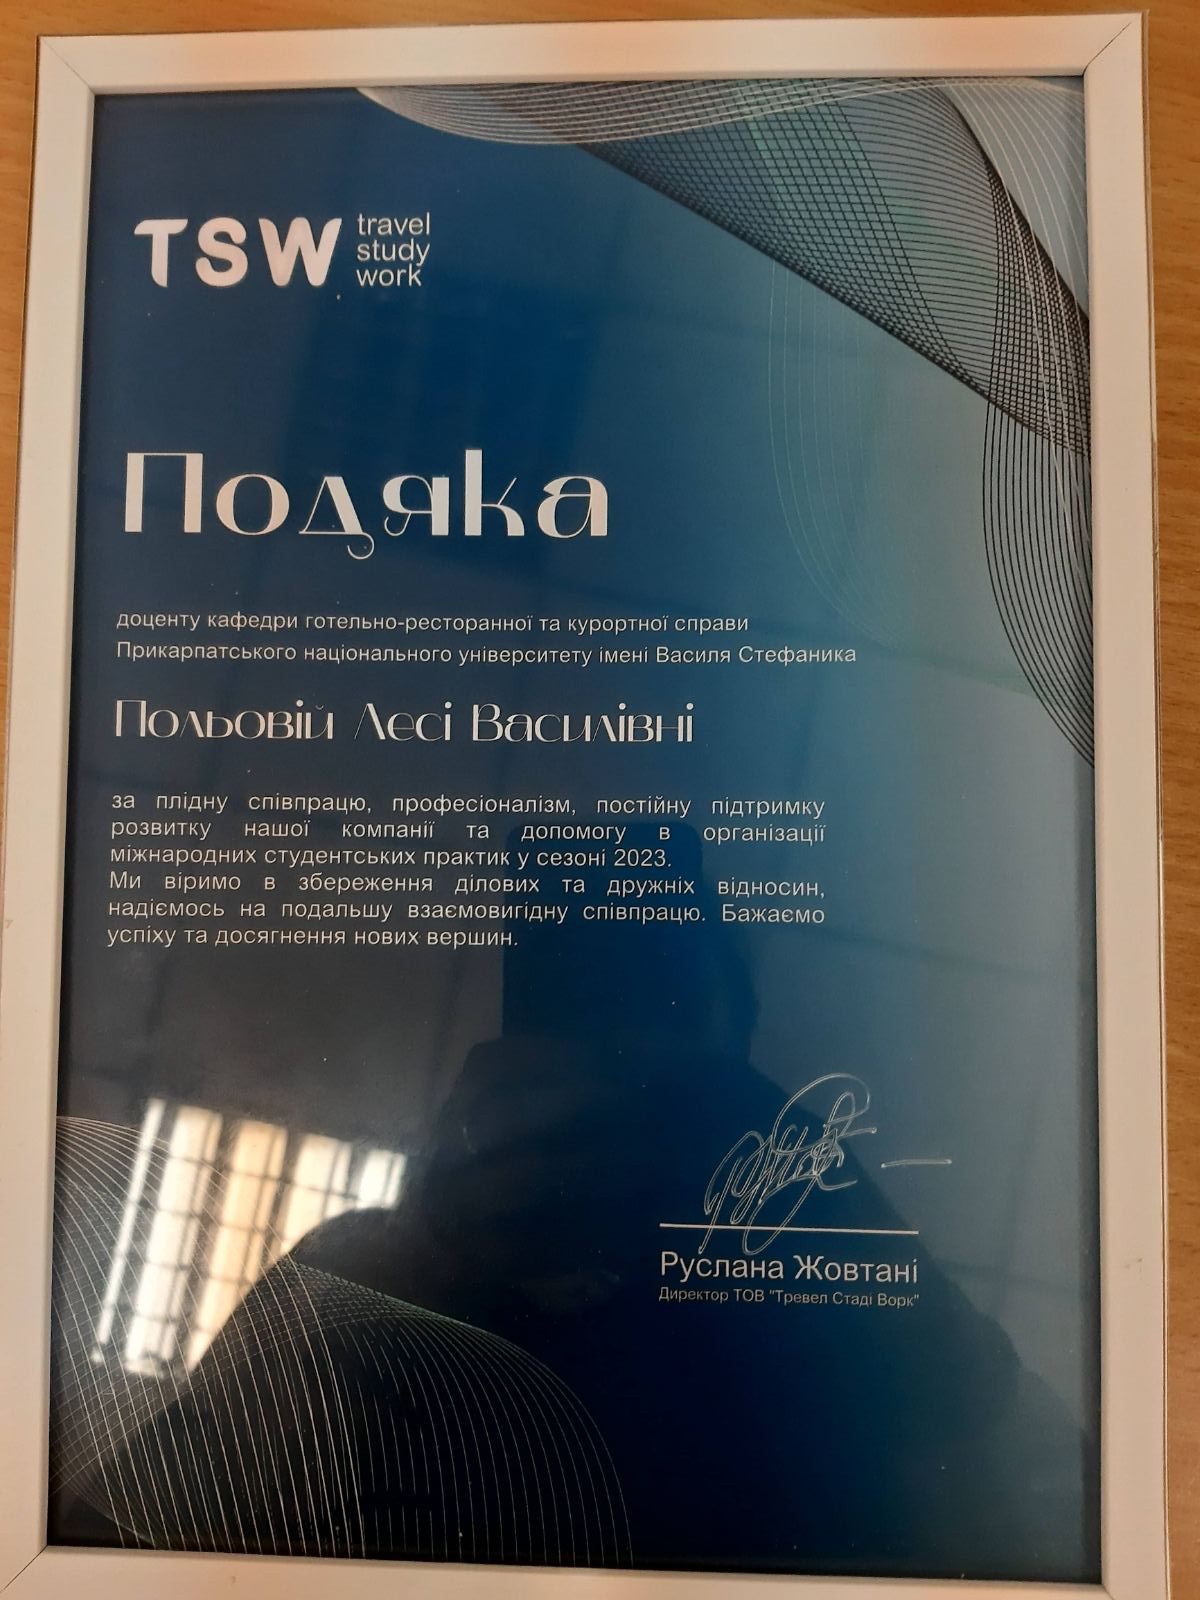 TSW travel
study
work
Подяка
доценту кафедри готельно-ресторанної та курортної справи
Прикарпатського національного університету імені Василя Стефаника
Польовій Лесі Василівні
за плідну співпрацю, професіоналізм, постійну підтримку
розвитку нашої компанії та допомогу в організації
міжнародних студентських практик у сезоні 2023.
Ми віримо в збереження ділових та дружніх відносин,
надіємось на подальшу взаємовигідну співпрацю. Бажаємо
успіху та досягнення нових вершин.
Руслана Жовтані
Директор ТОВ "Тревел Стаді Ворк"